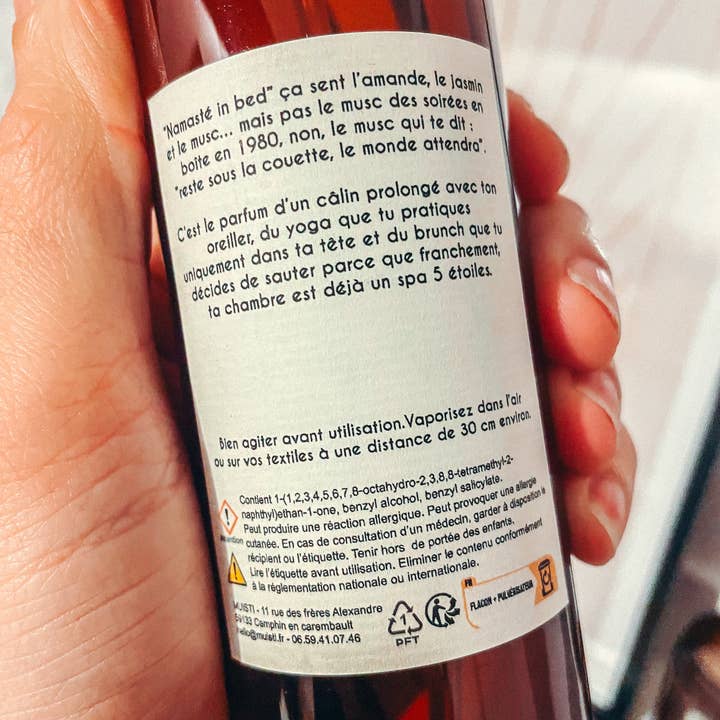 "Namasté in bed" ça sent l'amande, le jasmin
et le musc... mais pas le musc des soirées en
boîte en 1980, non, le musc qui te dit :
"reste sous la couette, le monde attendra".
C'est le parfum d'un câlin prolongé avec ton
oreiller, du yoga que tu pratiques
uniquement dans ta tête et du brunch que tu
décides de sauter parce que franchement,
ta chambre est déjà un spa 5 étoiles.
Bien agiter avant utilisation.Vaporisez dans l'air
ou sur vos textiles à une distance de 30 cm environ.
Contient 1-(1,2,3,4,5,6,7,8-octahydro-2,3,8,8-tetramethyl-2-
naphthyl)ethan-1-one, benzyl alcohol, benzyl salicylate.
Peut produire une réaction allergique. Peut provoquer une allergie
cutanée. En cas de consultation d'un médecin, garder à disposition le
récipient ou l'étiquette. Tenir hors de portée des enfants.
Lire l'étiquette avant utilisation. Eliminer le contenu conformément
à la réglementation nationale ou internationale.
MUISTI - 11 rue des frères Alexandre
59133 Camphin en carembault
hello@muisti.fr - 06.59.41.07.46
1
PET
FR
FLACON + PULVÉRISATEUR